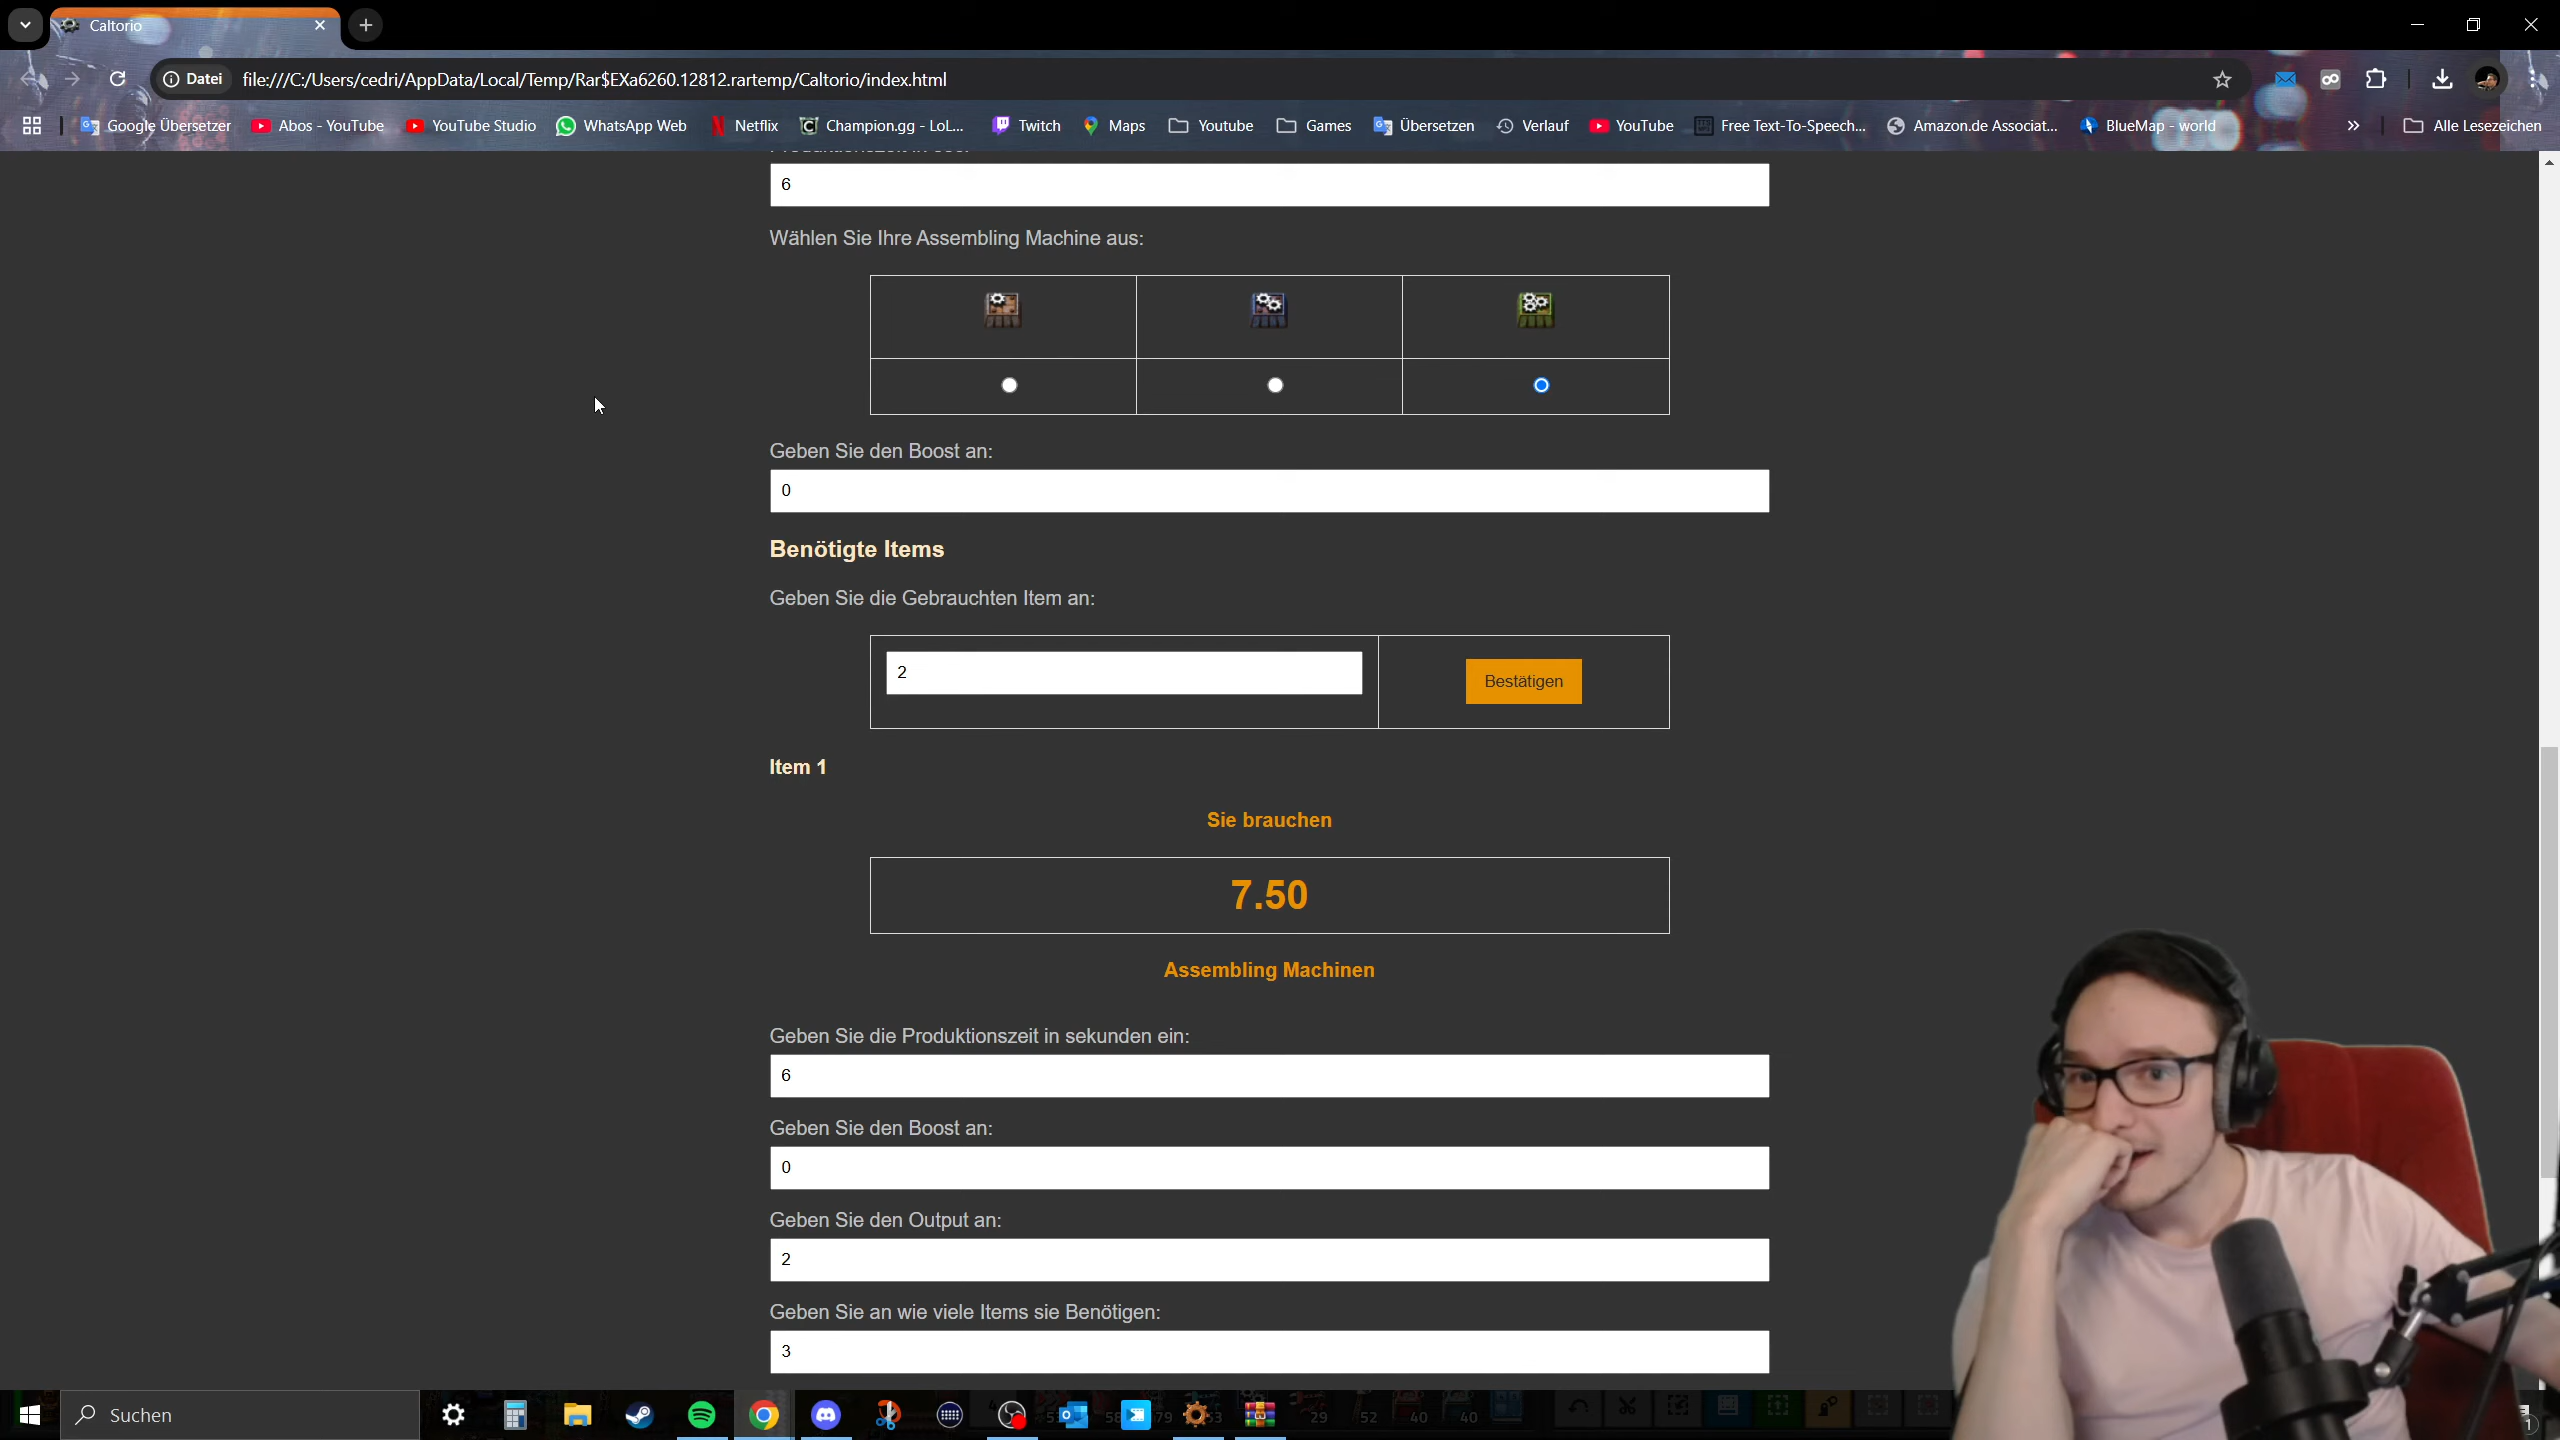 Caltorio
Datei
file:///C:/Users/cedri/AppData/Local/Temp/Rar$EXa6260.12812.rartemp/Caltorio/index.html
Google Übersetzer
Abos - YouTube
YouTube Studio
WhatsApp Web
Netflix
Champion.gg - LoL...
Twitch
Maps
Youtube
Games
Übersetzen
Verlauf
YouTube
Free Text-To-Speech...
Amazon.de Associat...
BlueMap - world
»
Alle Lesezeichen
6
Wählen Sie Ihre Assembling Machine aus:
Geben Sie den Boost an:
0
Benötigte Items
Geben Sie die Gebrauchten Item an:
2
Bestätigen
Item 1
Sie brauchen
7.50
Assembling Machinen
Geben Sie die Produktionszeit in sekunden ein:
6
Geben Sie den Boost an:
0
Geben Sie den Output an:
2
Geben Sie an wie viele Items sie Benötigen:
3
Suchen
29
52
40
40
1